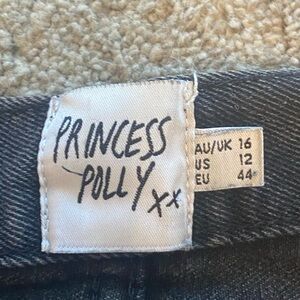 PRINCESS
POLLY
XX
AU/UK 16
US 12
EU 44